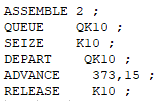 ASSEMBLE 2 ;
QUEUE    QK10 ;
SEIZE    K10 ;
DEPART    QK10 ;
ADVANCE    373,15 ;
RELEASE    K10 ;